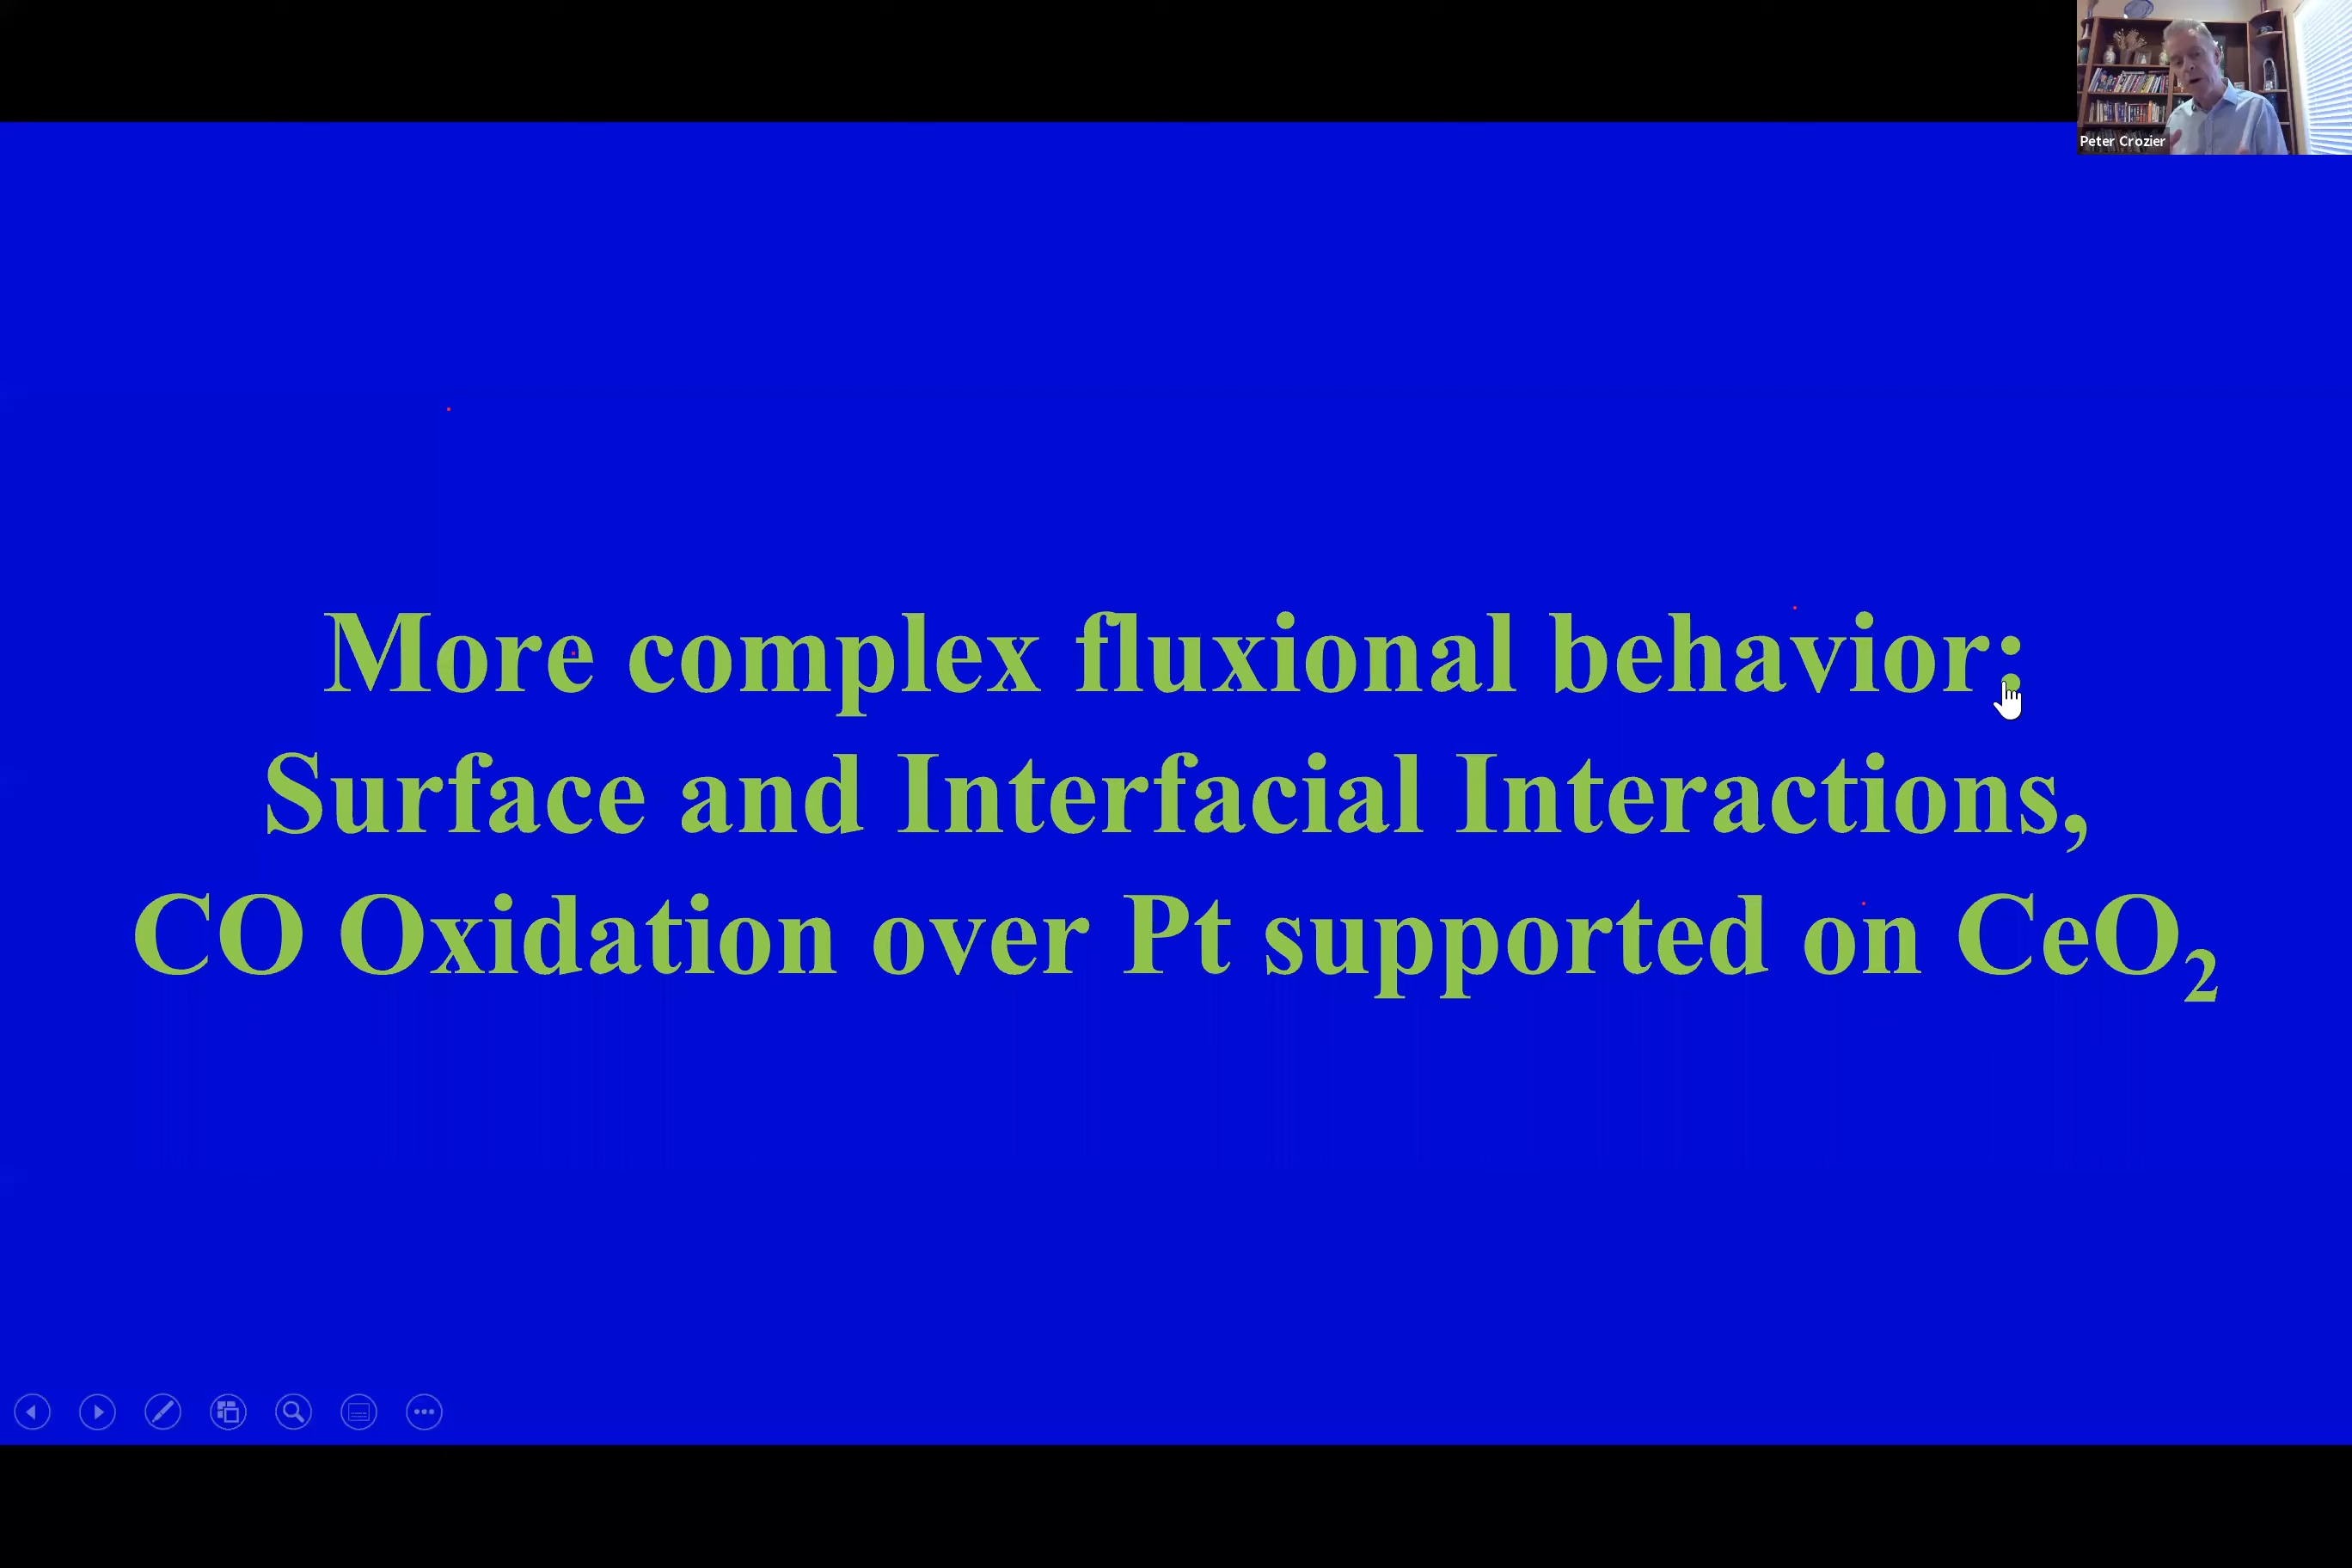 Peter Crozier
More complex fluxional behavior:
Surface and Interfacial Interactions,
CO Oxidation over Pt supported on CeO₂